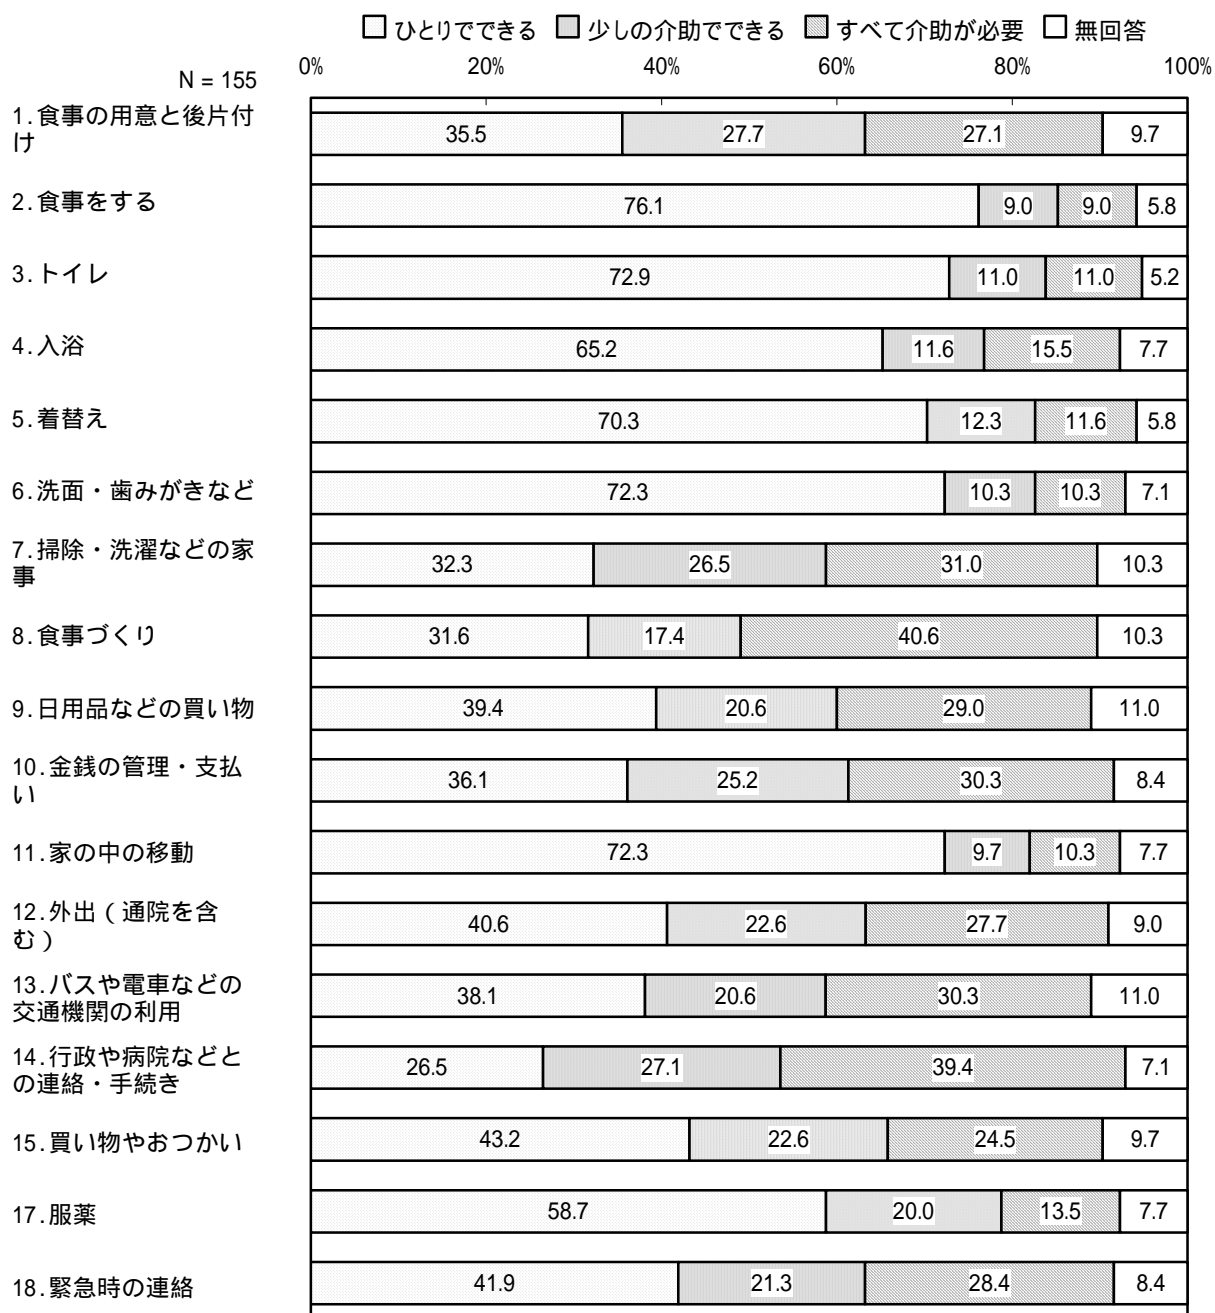 ひとりでできる 少しの介助でできる すべて介助が必要 無回答
N = 155
0% 20% 40% 60% 80% 100%
1.食事の用意と後片付
け
35.5 27.7 27.1 9.7
2.食事をする
76.1 9.0 9.0 5.8
3.トイレ
72.9 11.0 11.0 5.2
4.入浴
65.2 11.6 15.5 7.7
5.着替え
70.3 12.3 11.6 5.8
6.洗面・歯みがきなど
72.3 10.3 10.3 7.1
7.掃除・洗濯などの家
事
32.3 26.5 31.0 10.3
8.食事づくり
31.6 17.4 40.6 10.3
9.日用品などの買い物
39.4 20.6 29.0 11.0
10.金銭の管理・支払
い
36.1 25.2 30.3 8.4
11.家の中の移動
72.3 9.7 10.3 7.7
12.外出(通院を含
む)
40.6 22.6 27.7 9.0
13.バスや電車などの
交通機関の利用
38.1 20.6 30.3 11.0
14.行政や病院などと
の連絡・手続き
26.5 27.1 39.4 7.1
15.買い物やおつかい
43.2 22.6 24.5 9.7
17.服薬
58.7 20.0 13.5 7.7
18.緊急時の連絡
41.9 21.3 28.4 8.4